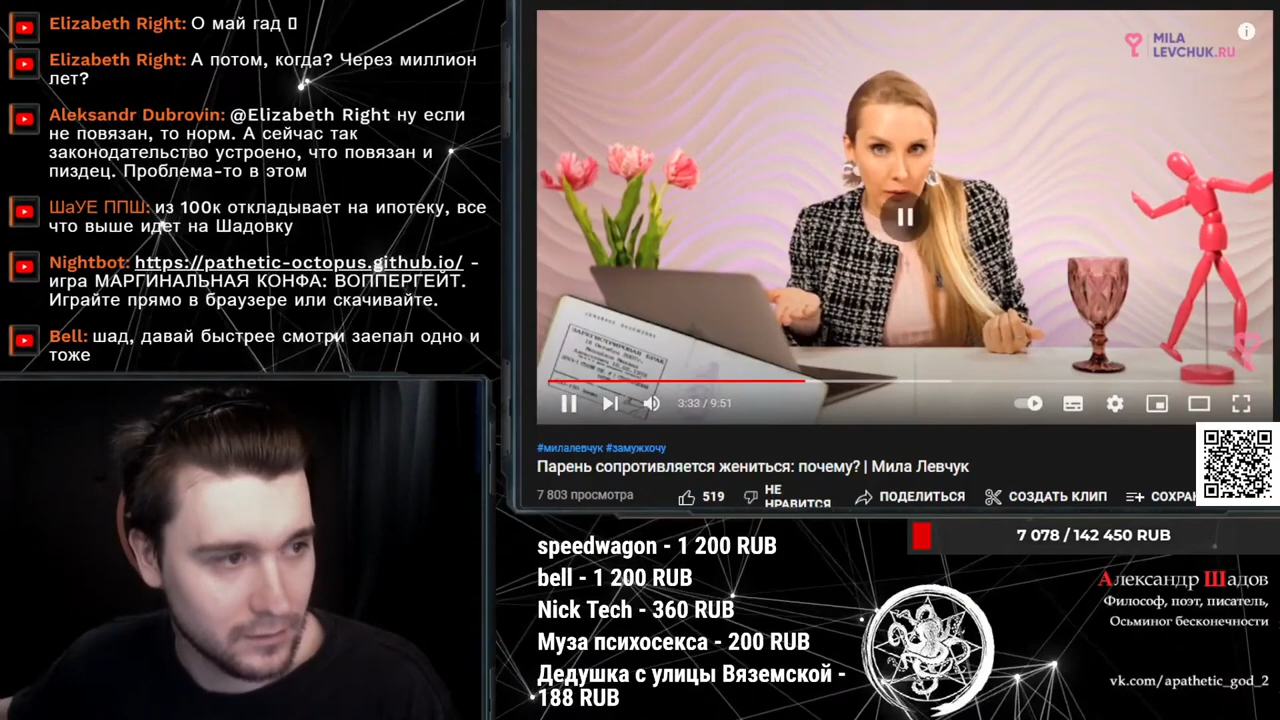 Elizabeth Right: О май гад
Elizabeth Right: А потом, когда? Через миллион
лет?
Aleksandr Dubrovin: @Elizabeth Right ну если
не повязан, то норм. А сейчас так
законодательство устроено, что повязан и
пиздец. Проблема-то в этом
ШаУЕ ППШ: из 100к откладывает на ипотеку, все
что выше идет на Шадовку
Nightbot: https://pathetic-octopus.github.io/ -
игра МАРГИНАЛЬНАЯ КОНФА: ВОППЕРГЕЙТ.
Играйте прямо в браузере или скачивайте.
Bell: шад, давай быстрее смотри заепал одно и
тоже
MILA
LEVCHUK.RU
3:33 / 9:51
#милалевчук #замужхочу
Парень сопротивляется жениться: почему? | Мила Левчук
7 803 просмотра
519
НЕ
НРАВИТСЯ
ПОДЕЛИТЬСЯ
СОЗДАТЬ КЛИП
СОХРАН
7 078 / 142 450 RUB
speedwagon - 1 200 RUB
bell - 1 200 RUB
Nick Tech - 360 RUB
Муза психосекса - 200 RUB
Дедушка с улицы Вяземской -
188 RUB
Александр Шадов
Философ, поэт, писатель,
Осьминог бесконечности
vk.com/apathetic_god_2